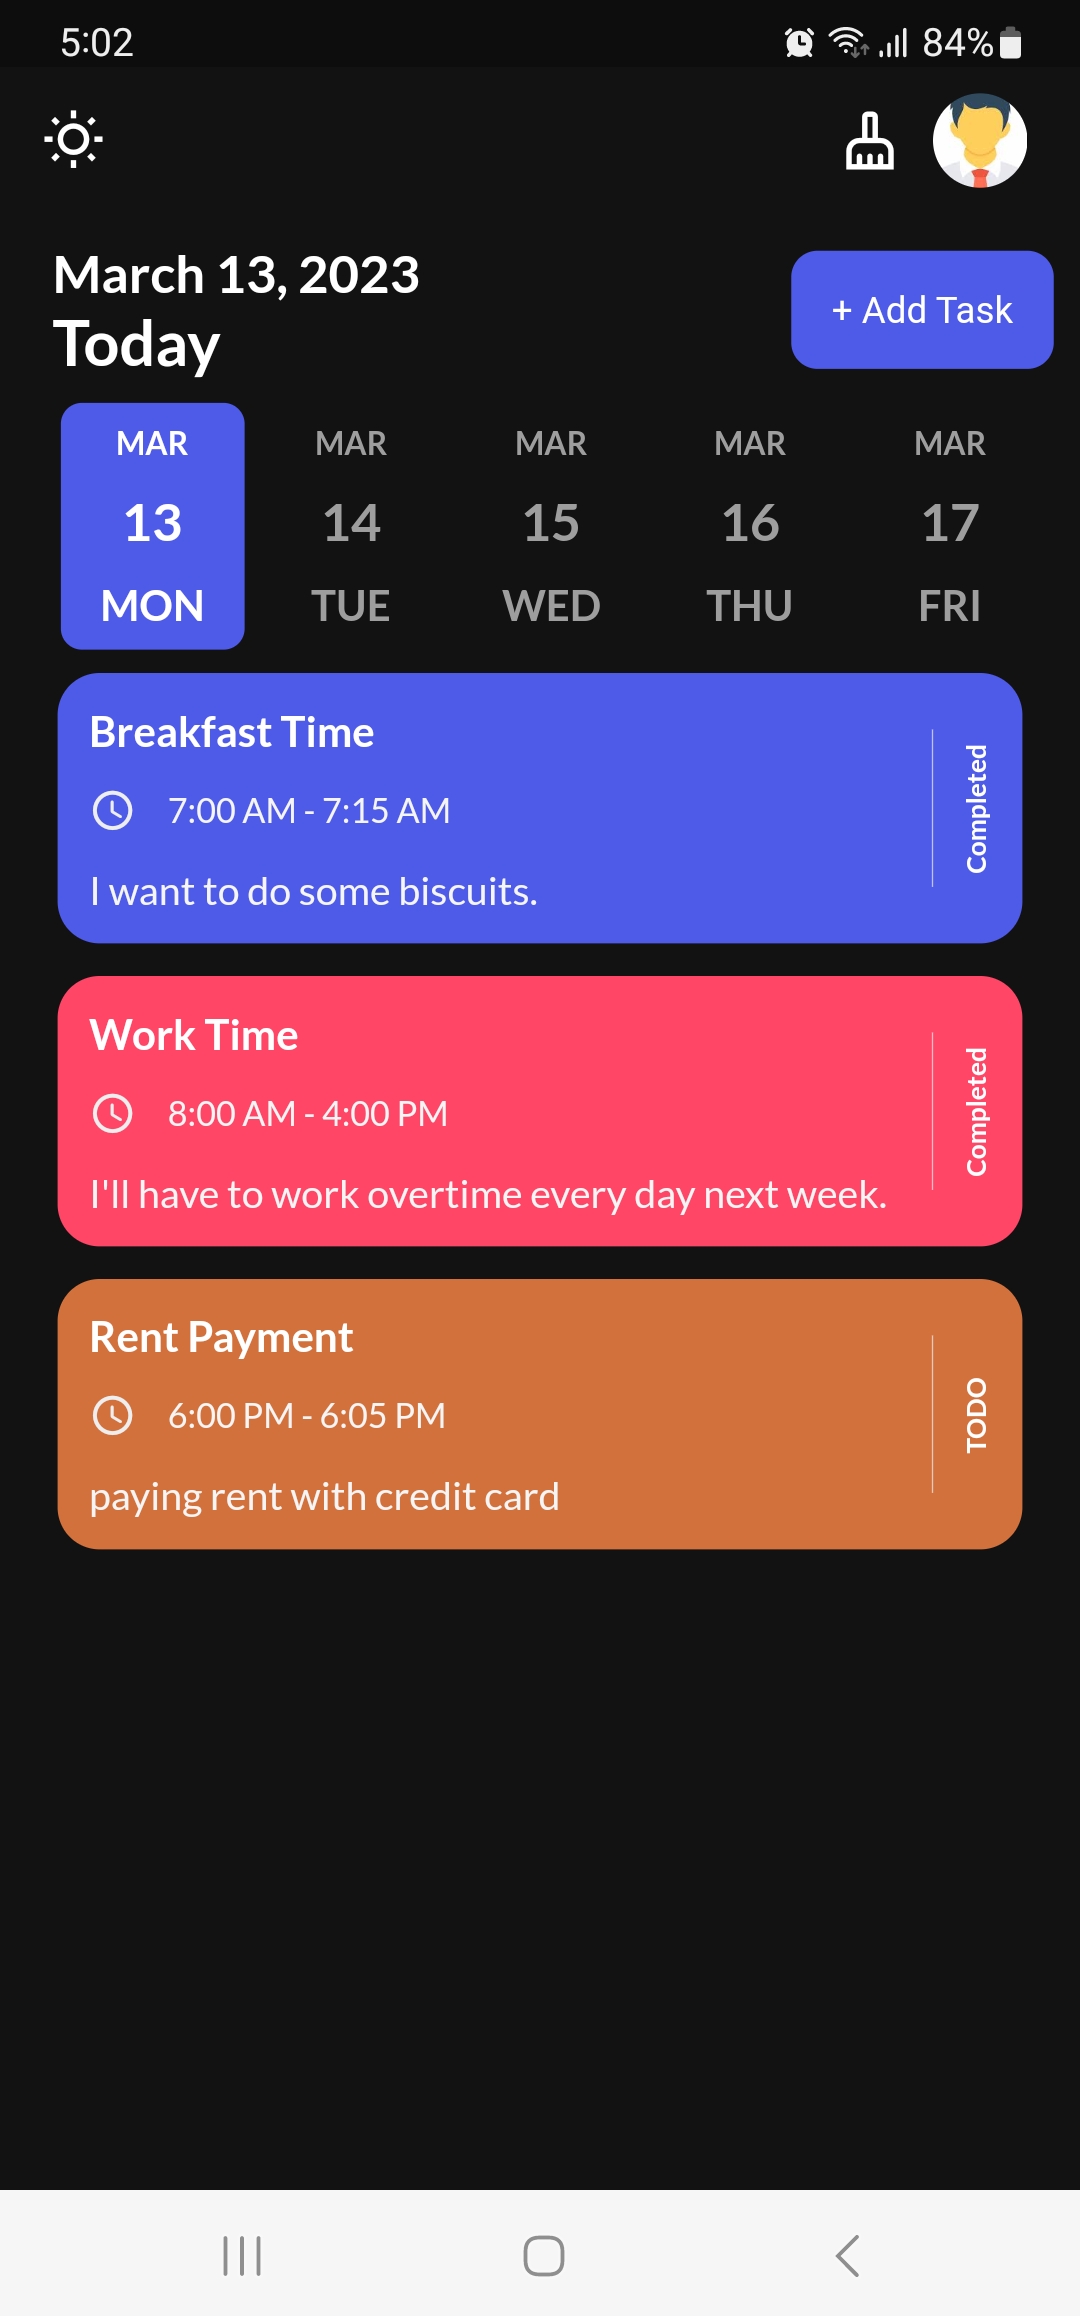 5:02 84%
March 13, 2023
Today
+ Add Task
MAR MAR MAR MAR MAR
13 14 15 16 17
MON TUE WED THU FRI
Breakfast Time
7:00 AM - 7:15 AM
I want to do some biscuits.
Completed
Work Time
8:00 AM - 4:00 PM
I'll have to work overtime every day next week.
Completed
Rent Payment
6:00 PM - 6:05 PM
paying rent with credit card
TODO